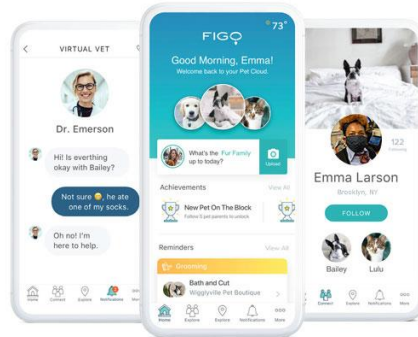 VIRTUAL VET
Dr. Emerson
Hi! Is everthing
okay with Bailey?
Not sure 🤔, he ate
one of my socks.
Oh no! I'm
here to help.
Home
Connect
Explore
Notifications
73°
FIGO
Good Morning, Emma!
Welcome back to your Pet Cloud.
What's the Fur Family
up to today?
Upload
Achievements
View All
New Pet On The Block
Follow 5 pet parents to unlock
Reminders
View All
Grooming
Bath and Cut
Wigglyville Pet Boutique
Home
Explore
Explore
Notifications
More
122
Following
Emma Larson
Brooklyn, NY
FOLLOW
Bailey
Lulu
Connect
Explore
Notifications
More